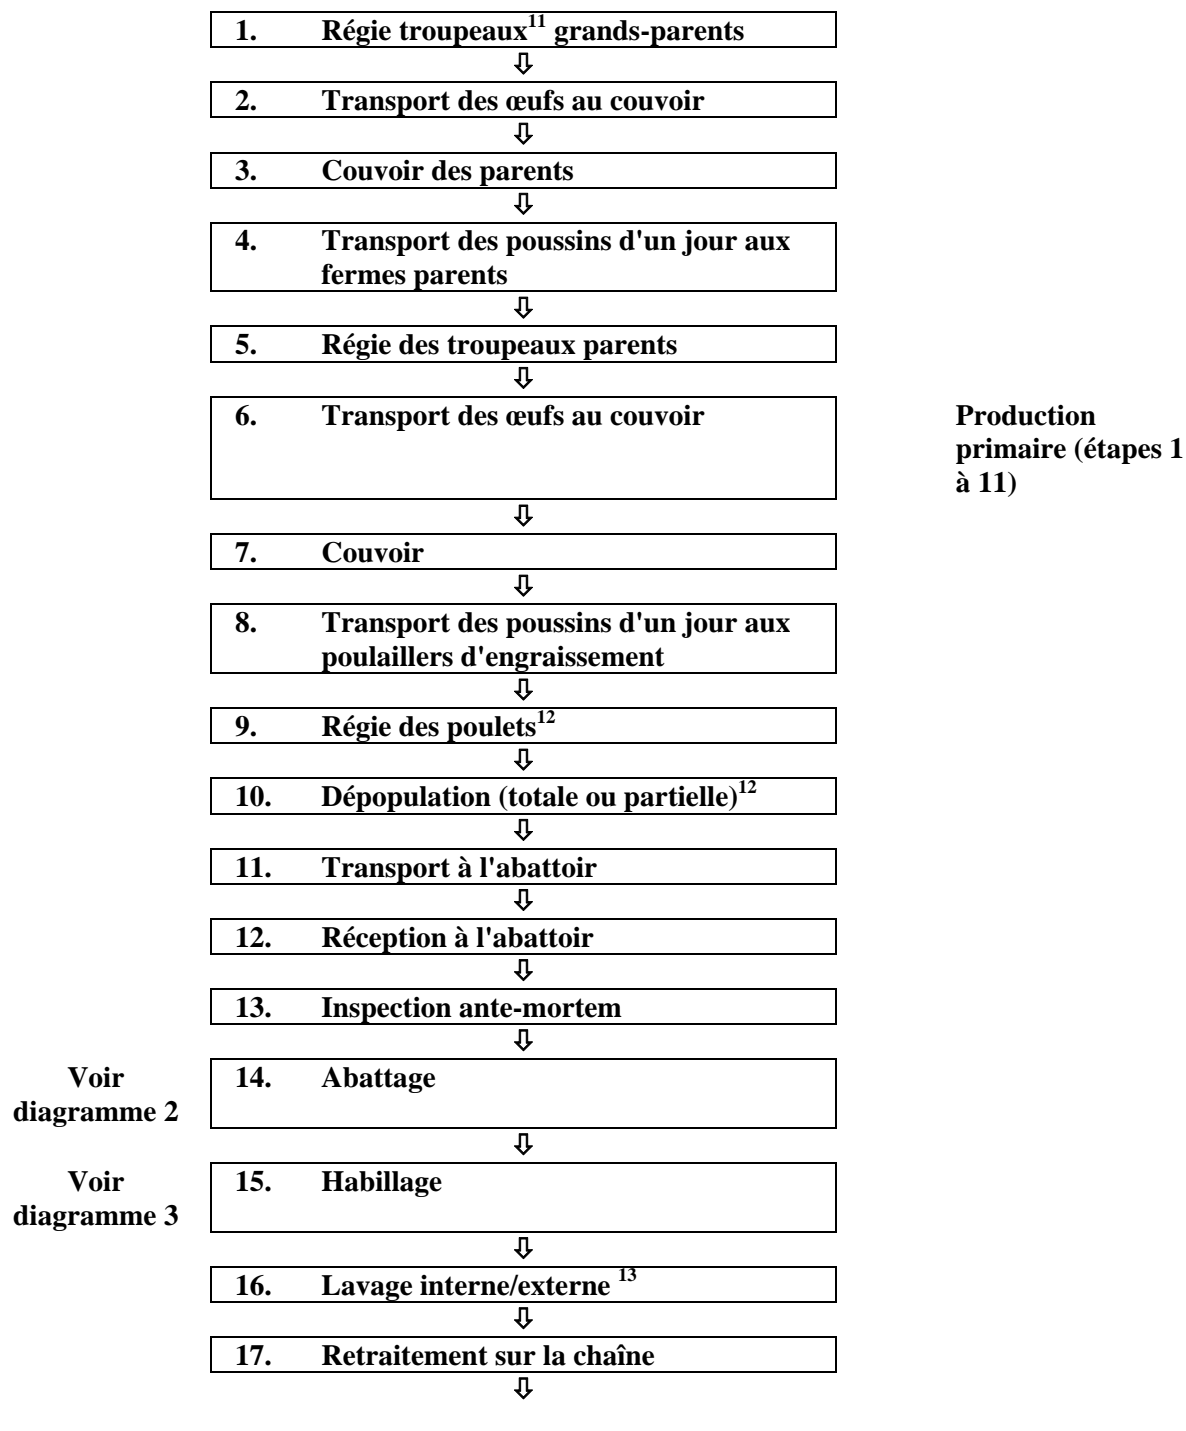 1. Régie troupeaux11 grands-parents
⇩
2. Transport des œufs au couvoir
⇩
3. Couvoir des parents
⇩
4. Transport des poussins d'un jour aux
fermes parents
⇩
5. Régie des troupeaux parents
⇩
6. Transport des œufs au couvoir
Production
primaire (étapes 1
à 11)
⇩
7. Couvoir
⇩
8. Transport des poussins d'un jour aux
poulaillers d'engraissement
⇩
9. Régie des poulets12
⇩
10. Dépopulation (totale ou partielle)12
⇩
11. Transport à l'abattoir
⇩
12. Réception à l'abattoir
⇩
13. Inspection ante-mortem
⇩
Voir
diagramme 2
14. Abattage
⇩
Voir
diagramme 3
15. Habillage
⇩
16. Lavage interne/externe 13
⇩
17. Retraitement sur la chaîne
⇩